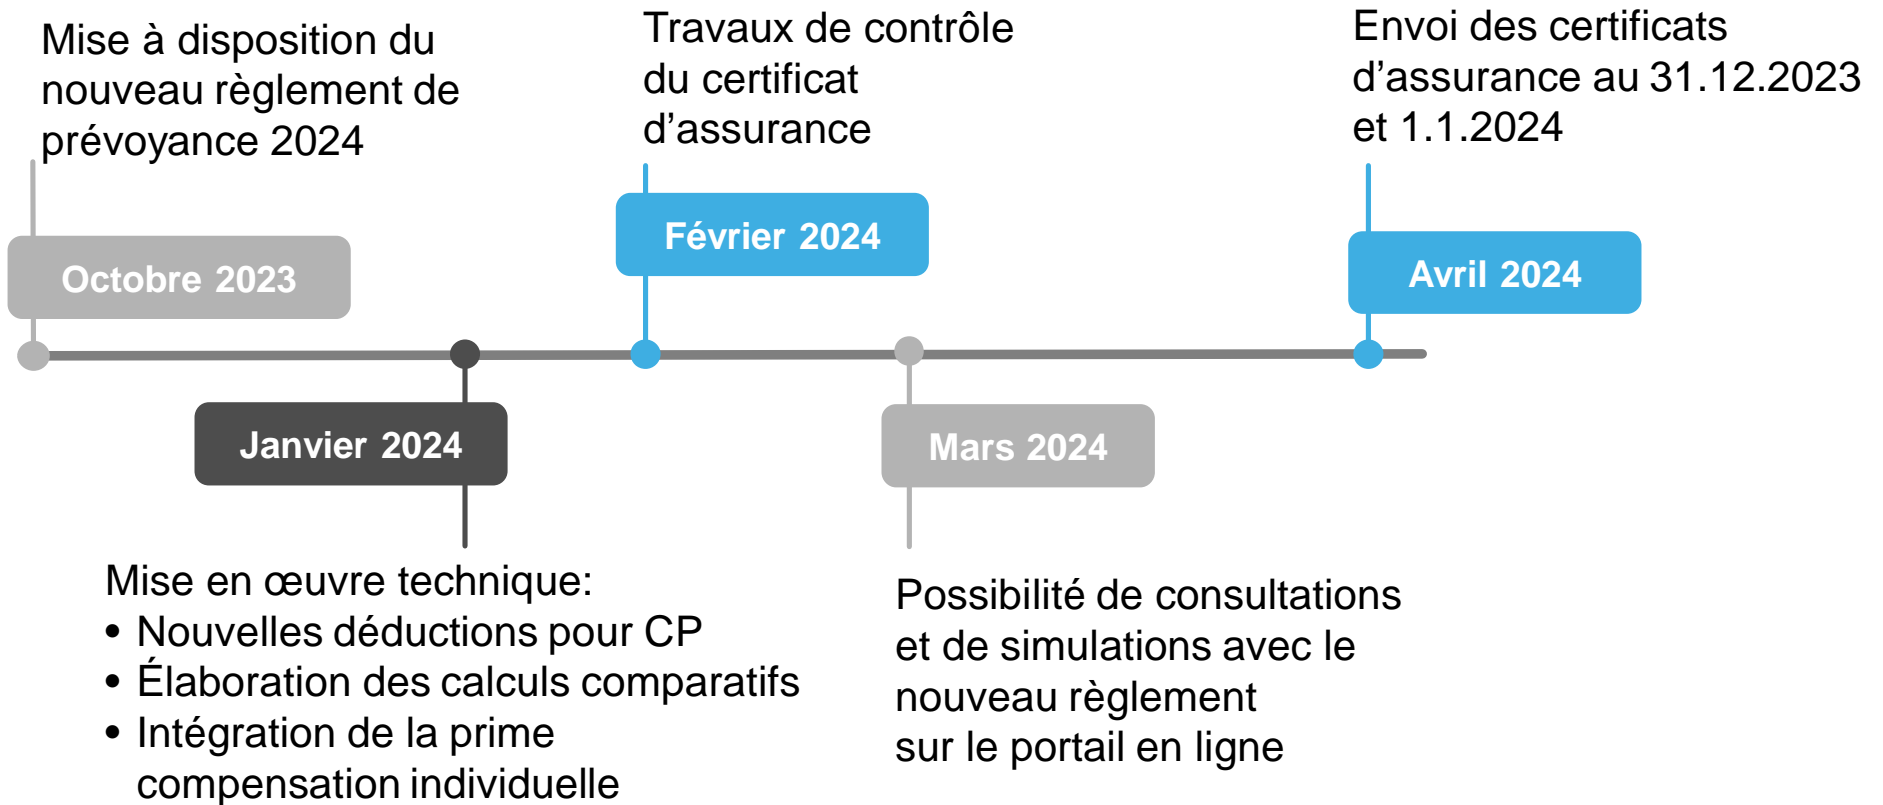 Mise à disposition du
nouveau règlement de
prévoyance 2024
Octobre 2023
Janvier 2024
Mise en œuvre technique:
• Nouvelles déductions pour CP
• Élaboration des calculs comparatifs
• Intégration de la prime
compensation individuelle
Travaux de contrôle
du certificat
d’assurance
Février 2024
Mars 2024
Possibilité de consultations
et de simulations avec le
nouveau règlement
sur le portail en ligne
Envoi des certificats
d’assurance au 31.12.2023
et 1.1.2024
Avril 2024